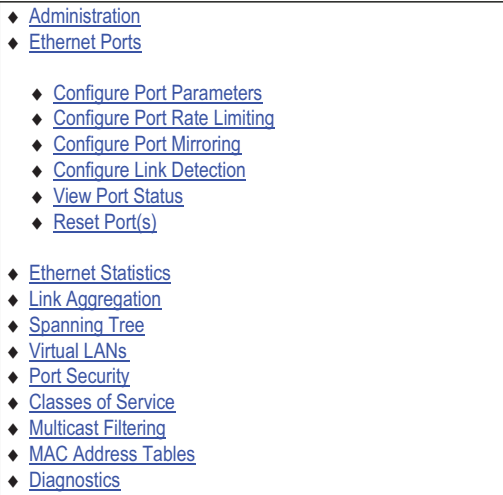 ♦ Administration
♦ Ethernet Ports
♦ Configure Port Parameters
♦ Configure Port Rate Limiting
♦ Configure Port Mirroring
♦ Configure Link Detection
♦ View Port Status
♦ Reset Port(s)
♦ Ethernet Statistics
♦ Link Aggregation
♦ Spanning Tree
♦ Virtual LANs
♦ Port Security
♦ Classes of Service
♦ Multicast Filtering
♦ MAC Address Tables
♦ Diagnostics